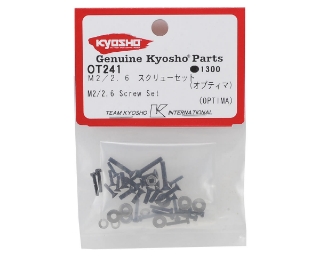 KYOSHO
Genuine Kyosho Parts
OT241 ●1300
M2/2.6 スクリューセット
(オプティマ)
M2/2.6 Screw Set
(OPTIMA)
TEAM KYOSHO K INTERNATIONAL